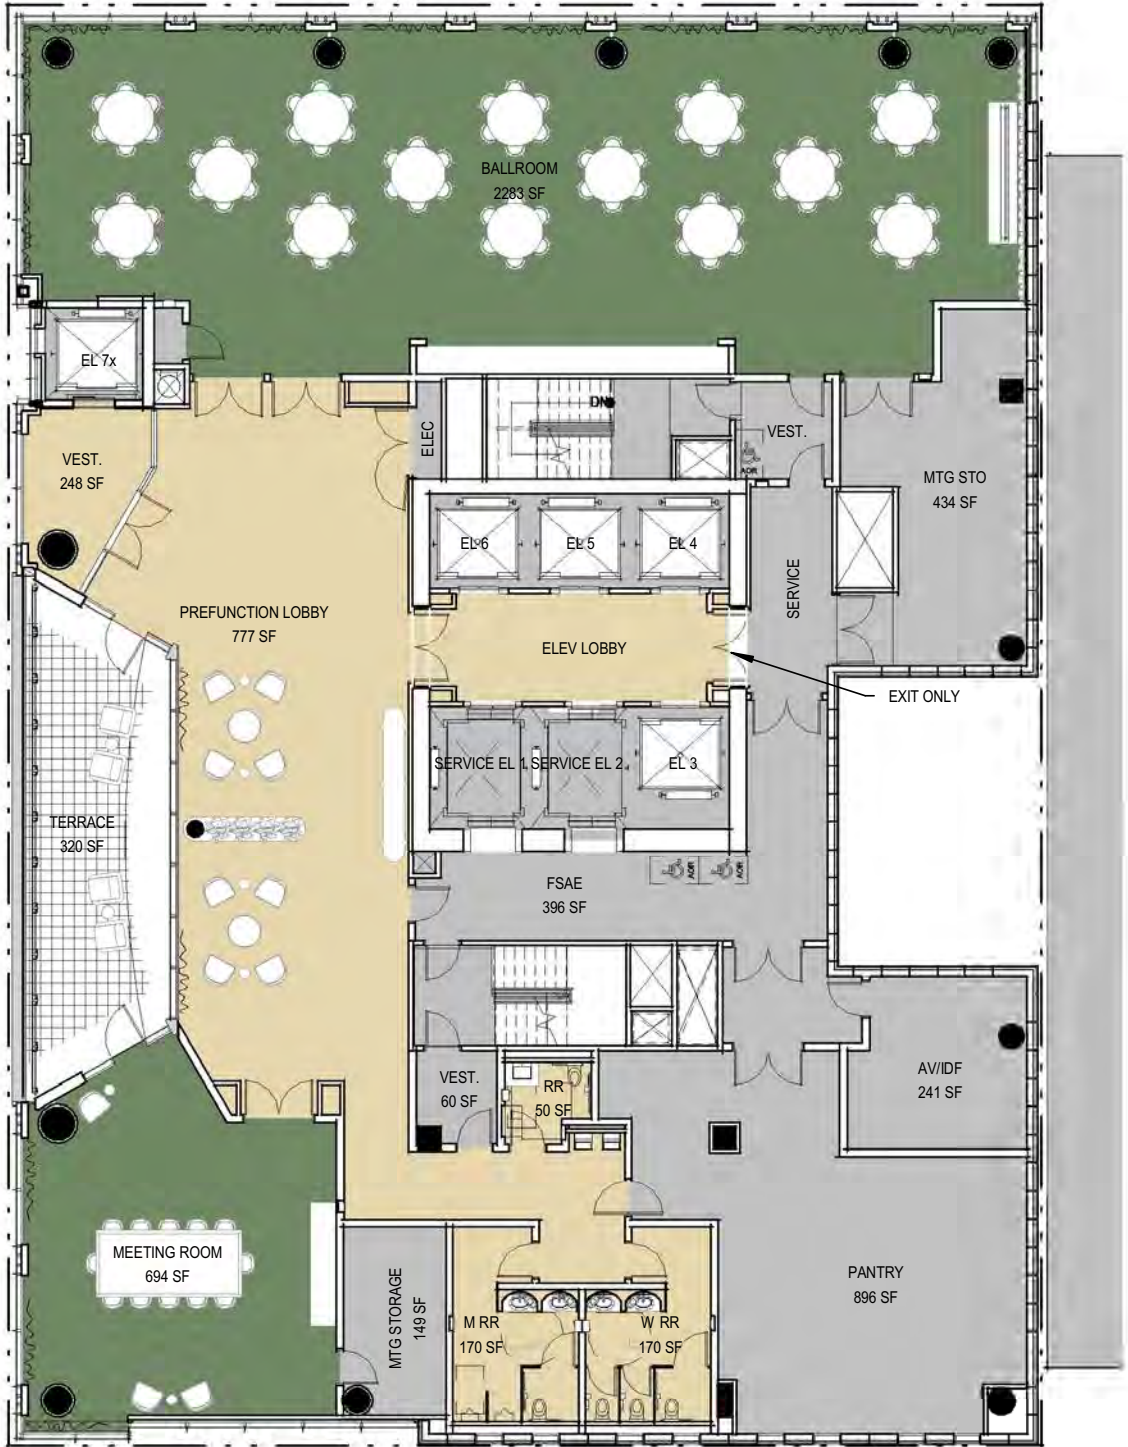 BALLROOM
2283 SF
EL 7x
DN
ELEC
VEST.
AOR
VEST.
248 SF
MTG STO
434 SF
EL 6
EL 5
EL 4
SERVICE
PREFUNCTION LOBBY
777 SF
ELEV LOBBY
EXIT ONLY
SERVICE EL 1
SERVICE EL 2
EL 3
TERRACE
320 SF
FSAE
396 SF
AOR
AOR
VEST.
60 SF
RR
50 SF
AV/IDF
241 SF
MEETING ROOM
694 SF
MTG STORAGE
149 SF
M RR
170 SF
W RR
170 SF
PANTRY
896 SF